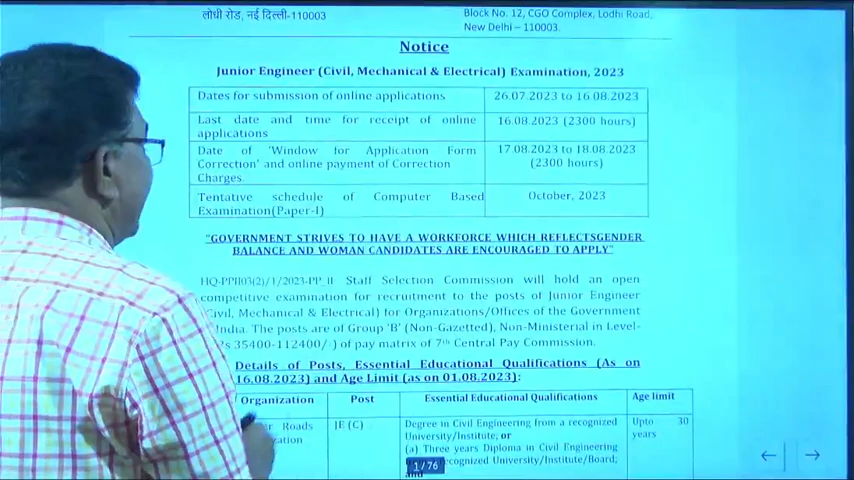 लोधी रोड, नई दिल्ली-110003
Block No. 12, CGO Complex, Lodhi Road,
New Delhi – 110003.
Notice
Junior Engineer (Civil, Mechanical & Electrical) Examination, 2023
Dates for submission of online applications 26.07.2023 to 16.08.2023
Last date and time for receipt of online applications 16.08.2023 (2300 hours)
Date of 'Window for Application Form Correction' and online payment of Correction Charges. 17.08.2023 to 18.08.2023 (2300 hours)
Tentative schedule of Computer Based Examination(Paper-I) October, 2023
"GOVERNMENT STRIVES TO HAVE A WORKFORCE WHICH REFLECTSGENDER
BALANCE AND WOMAN CANDIDATES ARE ENCOURAGED TO APPLY"
HQ-PPII03(2)/1/2023-PP_II Staff Selection Commission will hold an open
competitive examination for recruitment to the posts of Junior Engineer
Civil, Mechanical & Electrical) for Organizations/Offices of the Government
India. The posts are of Group 'B' (Non-Gazetted), Non-Ministerial in Level-
35400-112400/-) of pay matrix of 7th Central Pay Commission.
Details of Posts, Essential Educational Qualifications (As on
16.08.2023) and Age Limit (as on 01.08.2023):
Organization Post Essential Educational Qualifications Age limit
Roads JE (C) Degree in Civil Engineering from a recognized University/Institute; or Upto 30 years
(a) Three years Diploma in Civil Engineering
recognized University/Institute/Board;
and
1/76